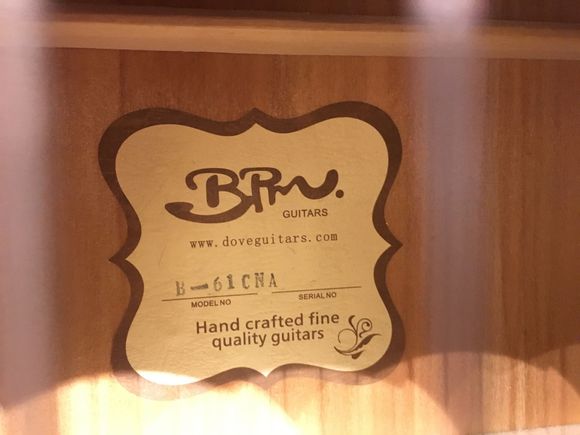 BPW.
GUITARS
www.doveguitars.com
B-61CNA
MODEL NO
SERIAL NO
Hand crafted fine
quality guitars